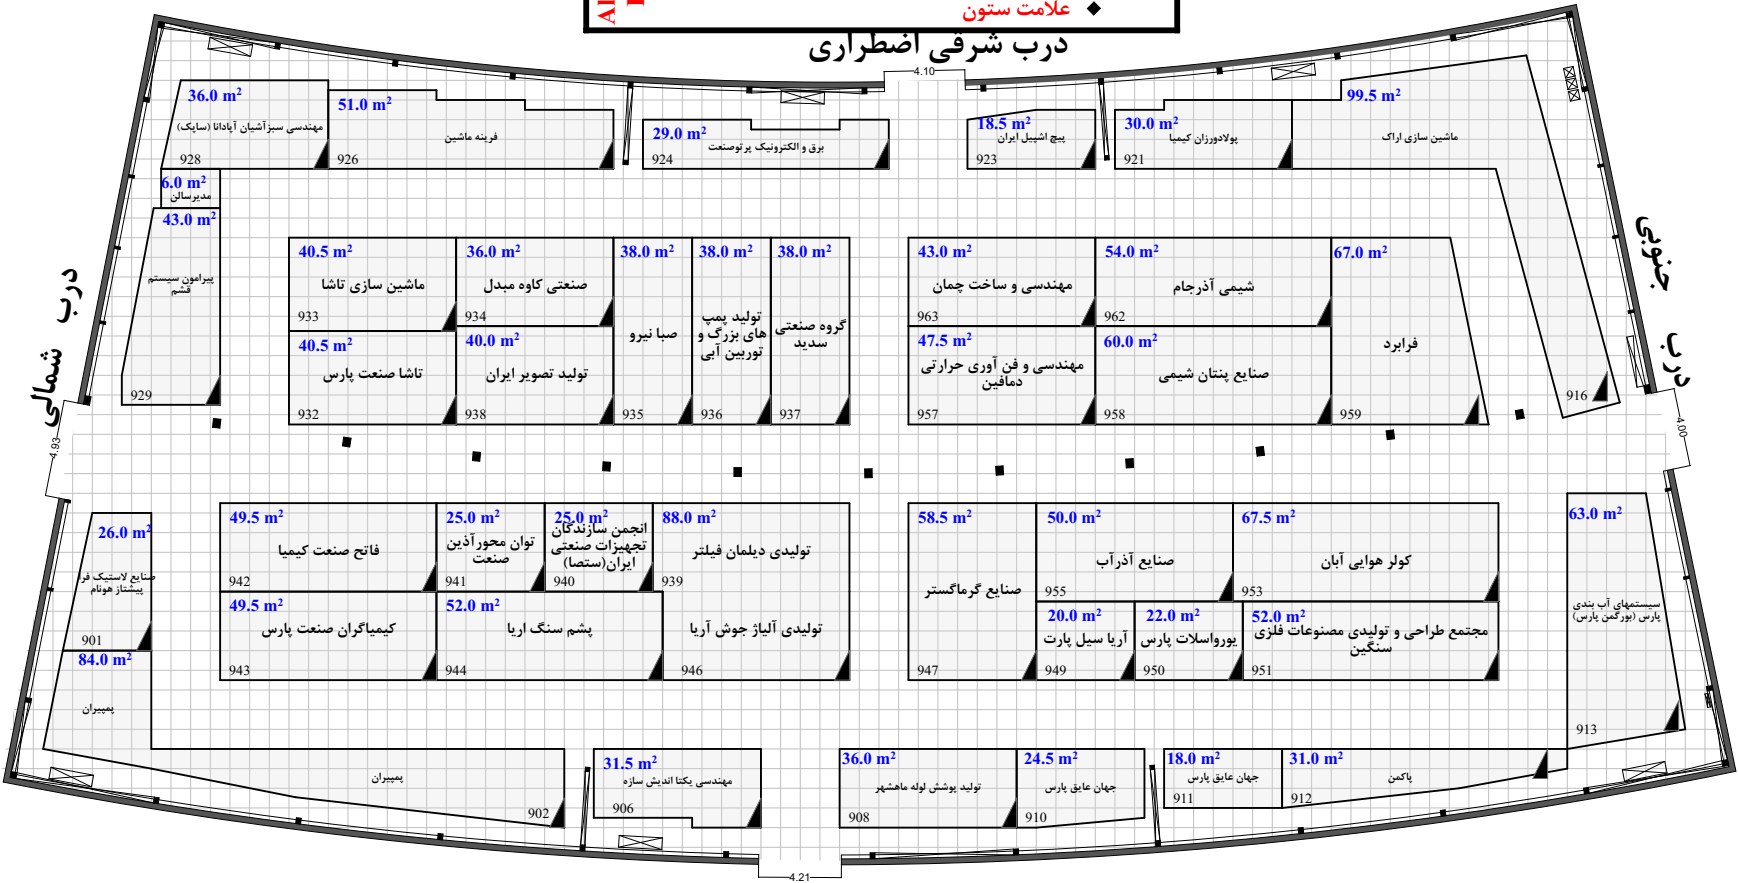 علامت ستون
درب شرقی اضطراری
4.10
36.0 m²
مهندسی سبزآشیان آپادانا (ساپک)
928
51.0 m²
فرینه ماشین
926
29.0 m²
برق و الکترونیک پرتوصنعت
924
18.5 m²
پیچ اشپیل ایران
923
30.0 m²
پولادورزان کیمیا
921
99.5 m²
ماشین سازی اراک
916
6.0 m²
مدیرسالن
43.0 m²
پیرامون سیستم
قشم
929
درب شمالی
4.93
40.5 m²
ماشین سازی تاشا
933
36.0 m²
صنعتی کاوه مبدل
934
38.0 m²
صبا نیرو
935
38.0 m²
تولید پمپ
های بزرگ و
توربین آبی
936
38.0 m²
گروه صنعتی
سدید
937
40.5 m²
تاشا صنعت پارس
932
40.0 m²
تولید تصویر ایران
938
43.0 m²
مهندسی و ساخت چمان
963
54.0 m²
شیمی آذرجام
962
67.0 m²
فرابرد
959
47.5 m²
مهندسی و فن آوری حرارتی
دمافین
957
60.0 m²
صنایع پنتان شیمی
958
درب جنوبی
4.00
26.0 m²
صنایع لاستیک فرا
پیشتاز هونام
901
84.0 m²
پمپیران
پمپیران
902
49.5 m²
فاتح صنعت کیمیا
942
25.0 m²
توان محورآذین
صنعت
941
25.0 m²
انجمن سازندگان
تجهیزات صنعتی
ایران(ستصا)
940
88.0 m²
تولیدی دیلمان فیلتر
939
49.5 m²
کیمیاگران صنعت پارس
943
52.0 m²
پشم سنگ اریا
944
تولیدی آلیاژ جوش آریا
946
58.5 m²
صنایع گرماگستر
947
50.0 m²
صنایع آذرآب
955
67.5 m²
کولر هوایی آبان
953
20.0 m²
آریا سیل پارت
949
22.0 m²
یورواسلات پارس
950
52.0 m²
مجتمع طراحی و تولیدی مصنوعات فلزی
سنگین
951
63.0 m²
سیستمهای آب بندی
پارس (بورگمن پارس)
913
31.5 m²
مهندسی یکتا اندیش سازه
906
36.0 m²
تولید پوشش لوله ماهشهر
908
24.5 m²
جهان عایق پارس
910
18.0 m²
جهان عایق پارس
911
31.0 m²
پاکمن
912
4.21